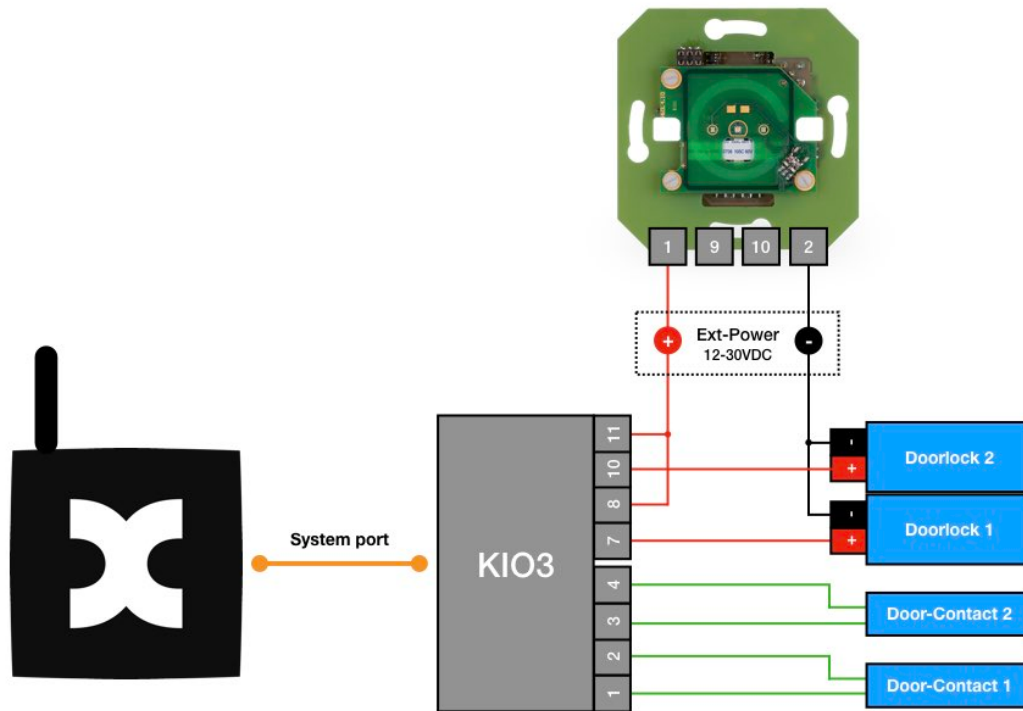 1 9 10 2
Ext-Power
12-30VDC
11
10
8
7
4
3
2
1
KIO3
System port
- Doorlock 2
+
- Doorlock 1
+
Door-Contact 2
Door-Contact 1
+
-